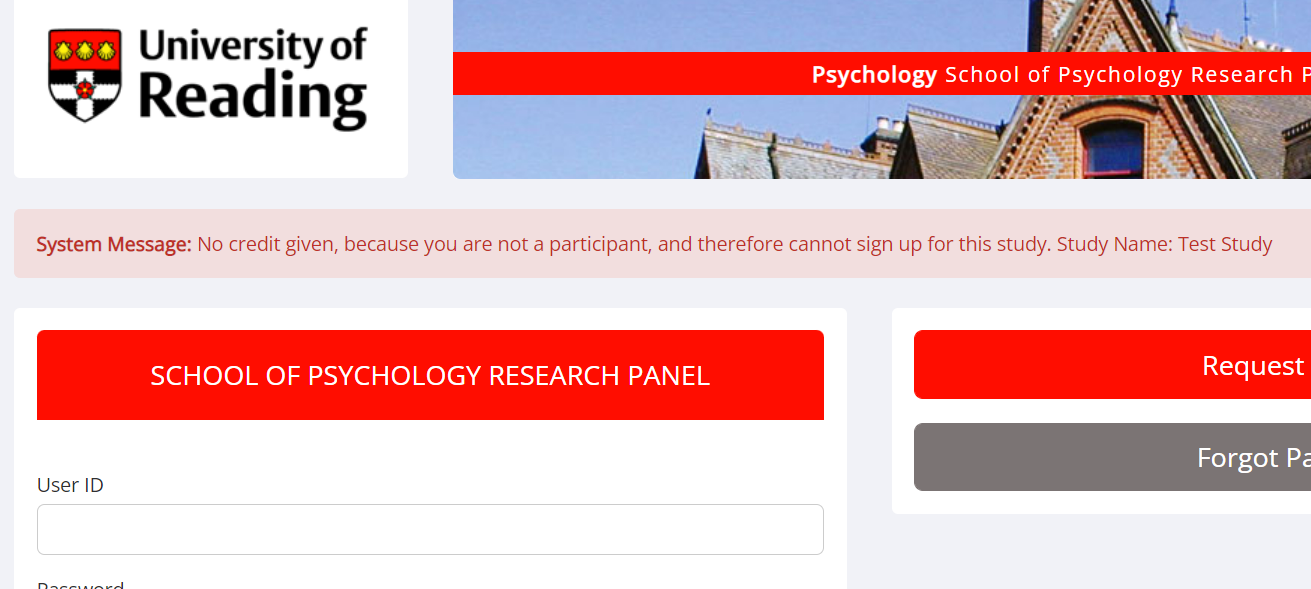 University of
Reading
Psychology School of Psychology Research P
System Message: No credit given, because you are not a participant, and therefore cannot sign up for this study. Study Name: Test Study
SCHOOL OF PSYCHOLOGY RESEARCH PANEL
Request
Forgot Pa
User ID
Password